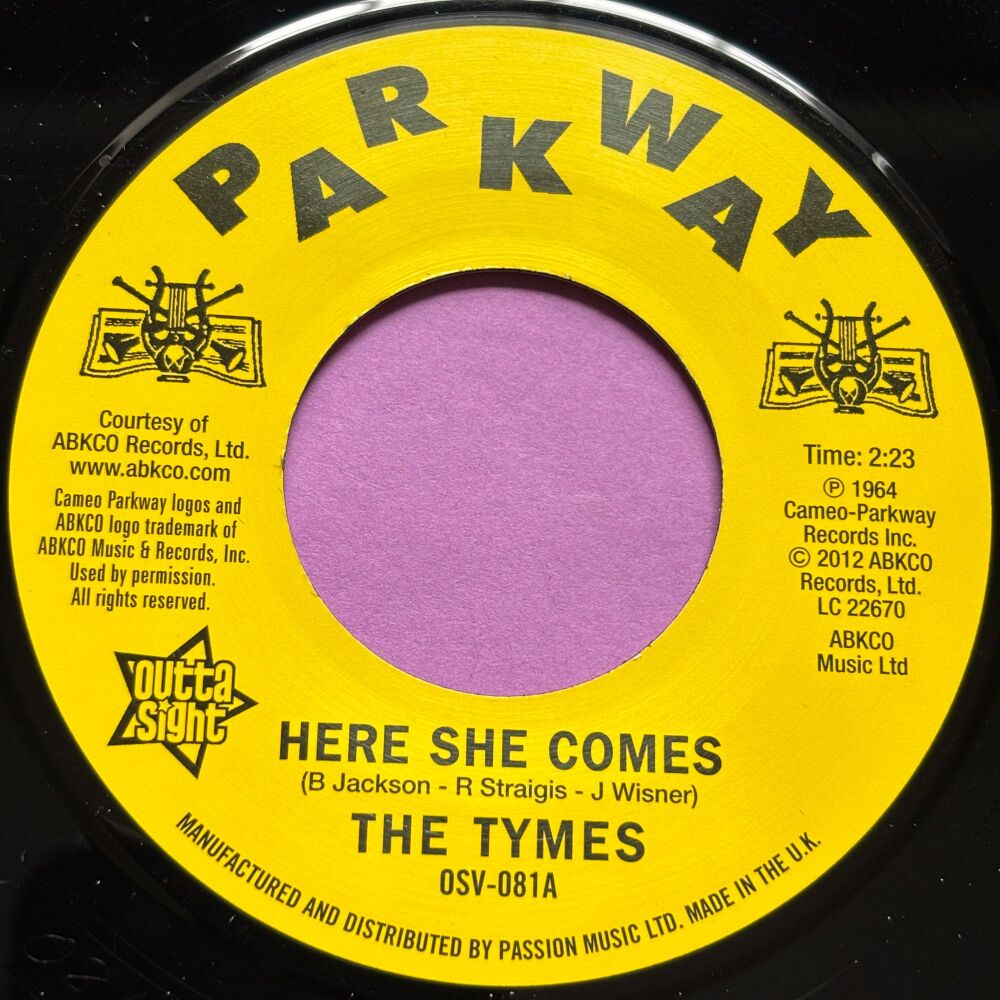 PARKWAY
Courtesy of
ABKCO Records, Ltd.
www.abkco.com
Cameo Parkway logos and
ABKCO logo trademark of
ABKCO Music & Records, Inc.
Used by permission.
All rights reserved.
Time: 2:23
℗ 1964
Cameo-Parkway
Records Inc.
© 2012 ABKCO
Records, Ltd.
LC 22670
ABKCO
Music Ltd
outta
sight
HERE SHE COMES
(B Jackson - R Straigis - J Wisner)
THE TYMES
OSV-081A
MANUFACTURED AND DISTRIBUTED BY PASSION MUSIC LTD. MADE IN THE U.K.